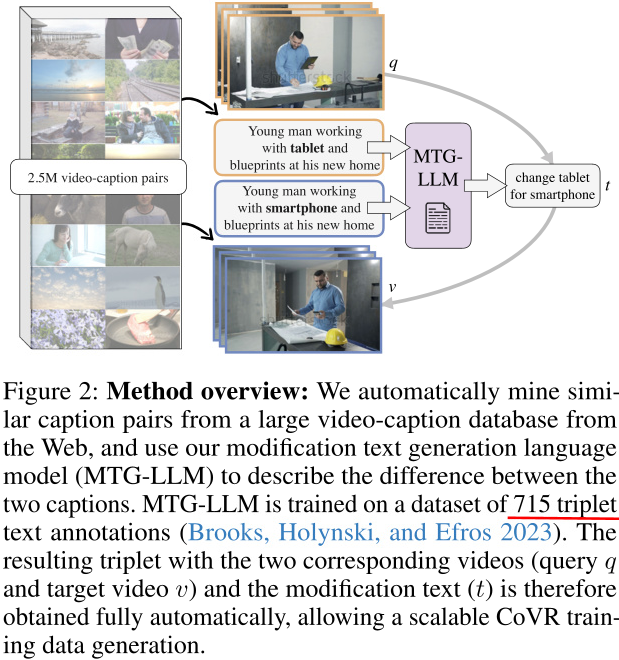 q
Young man working
with tablet and
blueprints at his new home
MTG-
LLM
2.5M video-caption pairs
change tablet
for smartphone
t
Young man working
with smartphone and
blueprints at his new home
v
Figure 2: Method overview: We automatically mine simi-
lar caption pairs from a large video-caption database from
the Web, and use our modification text generation language
model (MTG-LLM) to describe the difference between the
two captions. MTG-LLM is trained on a dataset of 715 triplet
text annotations (Brooks, Holynski, and Efros 2023). The
resulting triplet with the two corresponding videos (query q
and target video v) and the modification text (t) is therefore
obtained fully automatically, allowing a scalable CoVR train-
ing data generation.